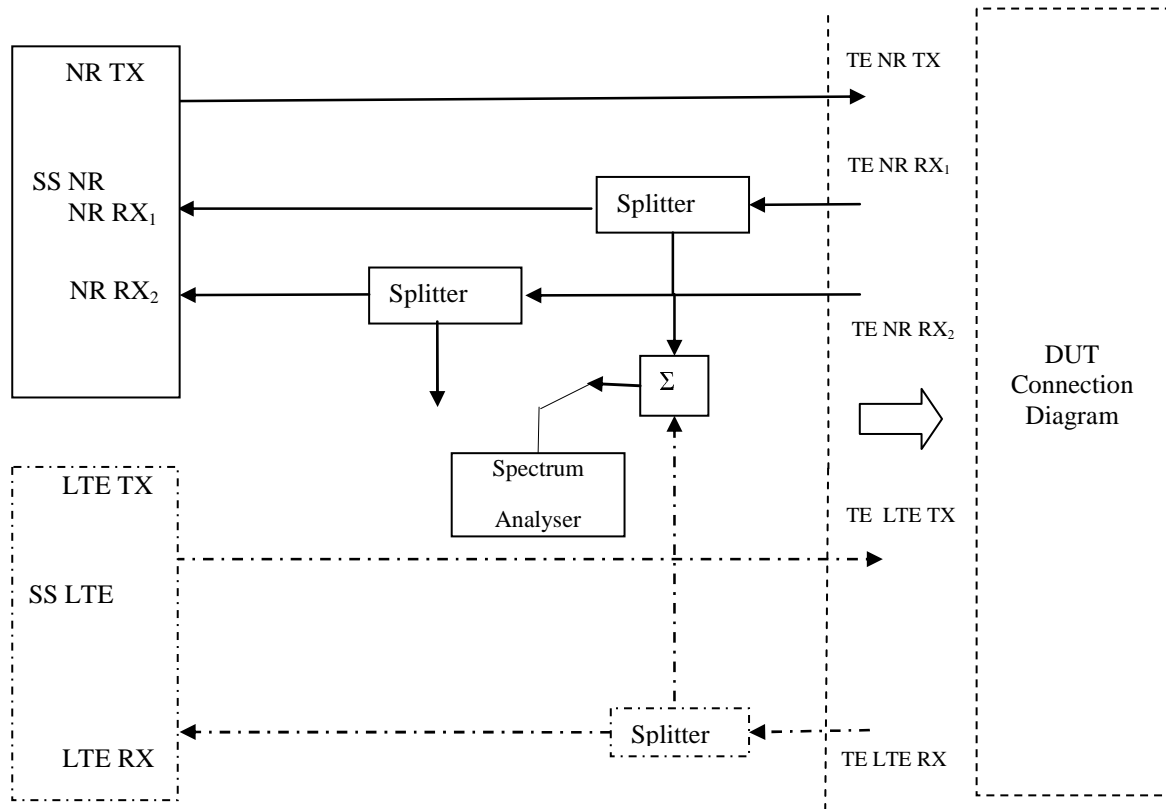 NR TX
SS NR
NR RX₁
NR RX₂
Splitter
Splitter
Σ
Spectrum
Analyser
LTE TX
SS LTE
LTE RX
Splitter
TE NR TX
TE NR RX₁
TE NR RX₂
TE LTE TX
TE LTE RX
DUT
Connection
Diagram